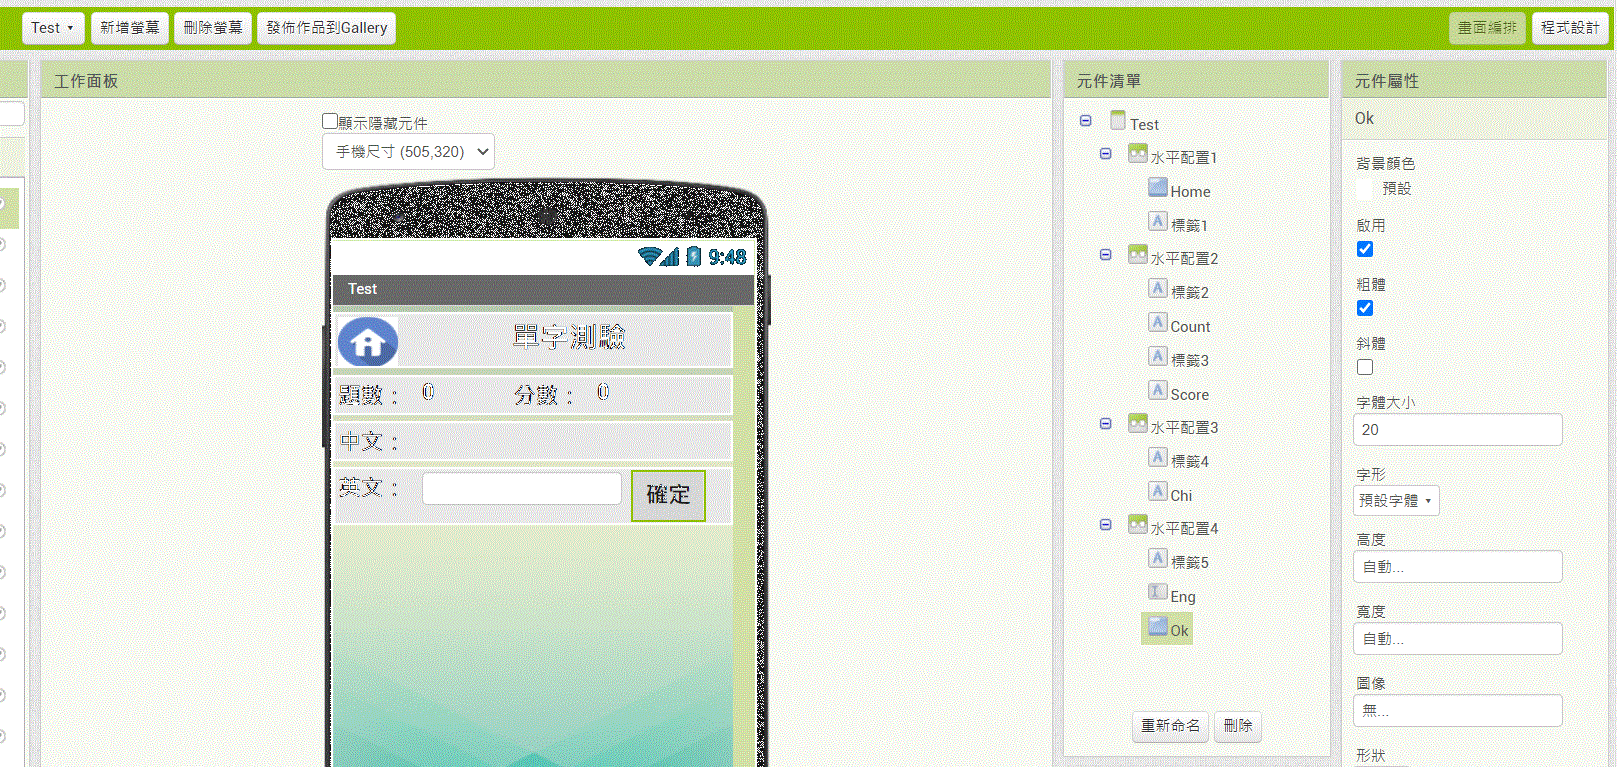 Test ▾ 新增螢幕 刪除螢幕 發佈作品到Gallery 畫面編排 程式設計
工作面板
顯示隱藏元件
手機尺寸 (505,320)
9:48
Test
單字測驗
題數： 0 分數： 0
中文：
英文： 確定
元件清單
Test
水平配置1
Home
標籤1
水平配置2
標籤2
Count
標籤3
Score
水平配置3
標籤4
Chi
水平配置4
標籤5
Eng
Ok
重新命名 刪除
元件屬性
Ok
背景顏色
預設
啟用
粗體
斜體
字體大小
20
字形
預設字體 ▾
高度
自動...
寬度
自動...
圖像
無...
形狀